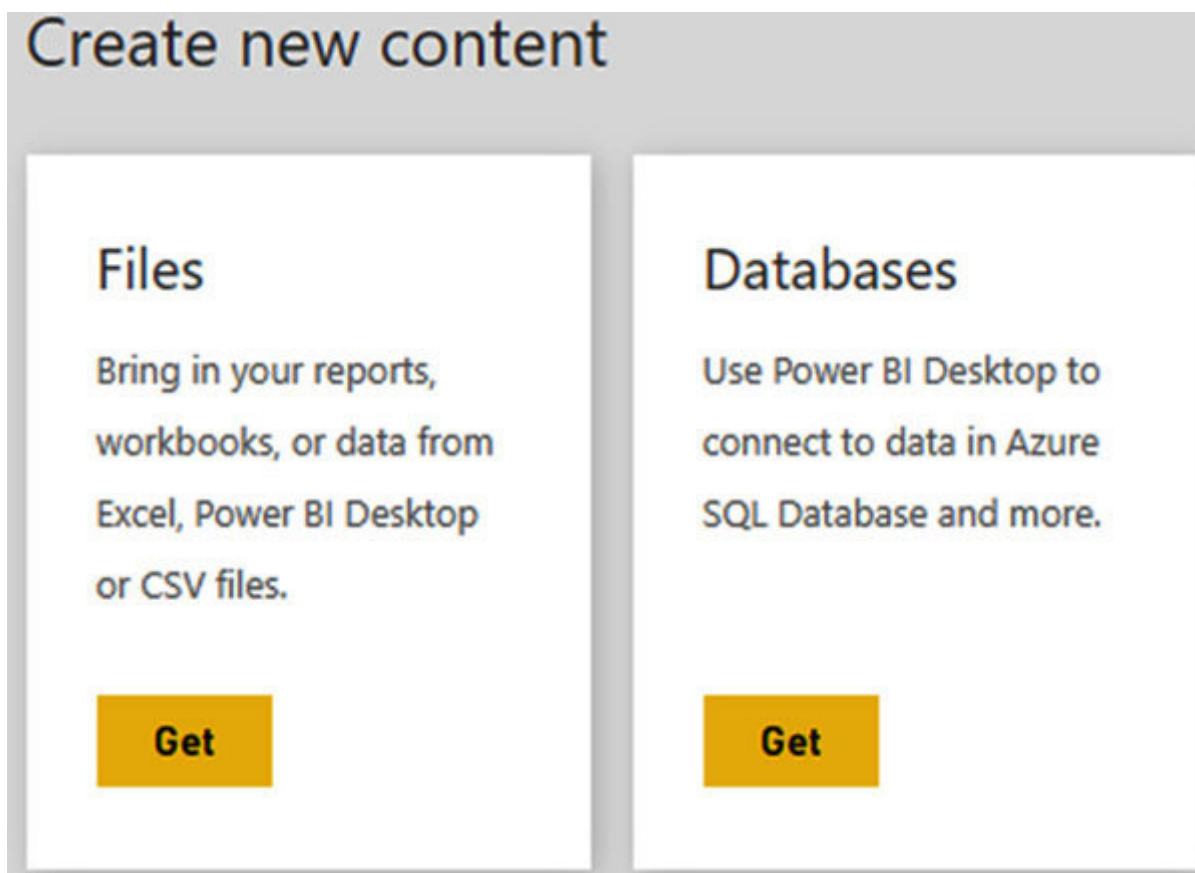 Create new content
Files
Bring in your reports,
workbooks, or data from
Excel, Power BI Desktop
or CSV files.
Get
Databases
Use Power BI Desktop to
connect to data in Azure
SQL Database and more.
Get